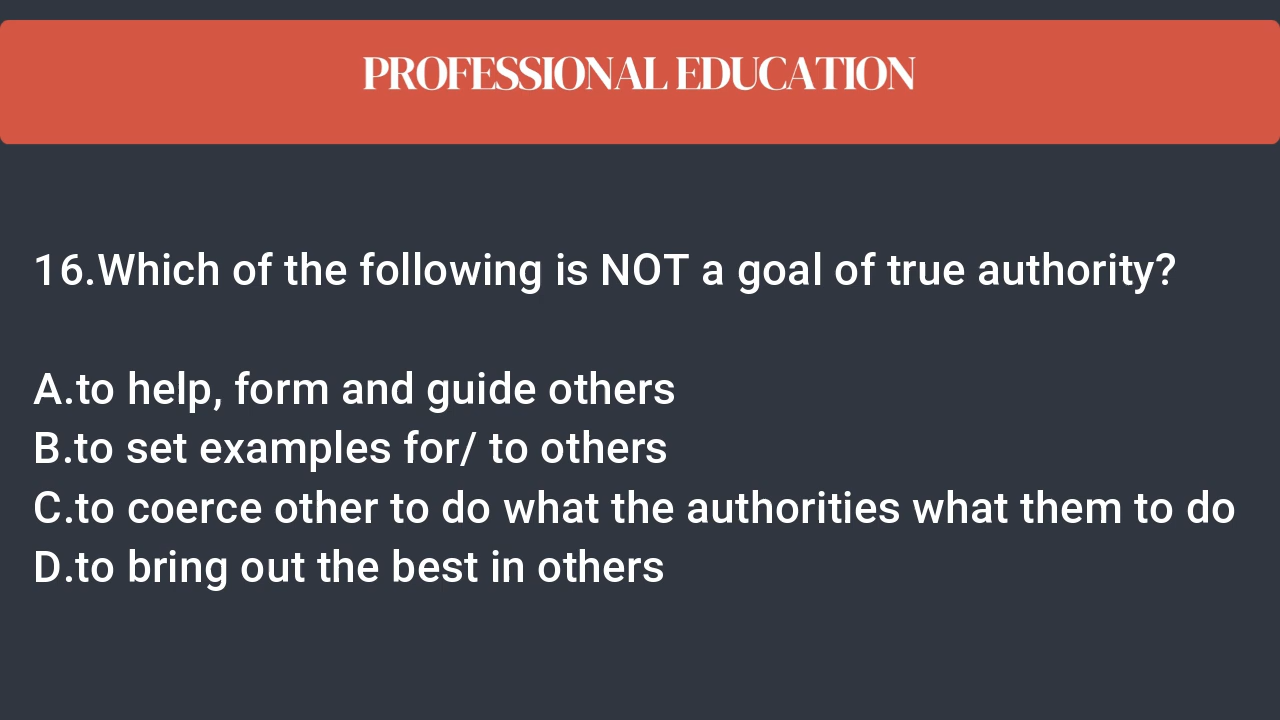 PROFESSIONAL EDUCATION
16.Which of the following is NOT a goal of true authority?
A.to help, form and guide others
B.to set examples for/ to others
C.to coerce other to do what the authorities what them to do
D.to bring out the best in others